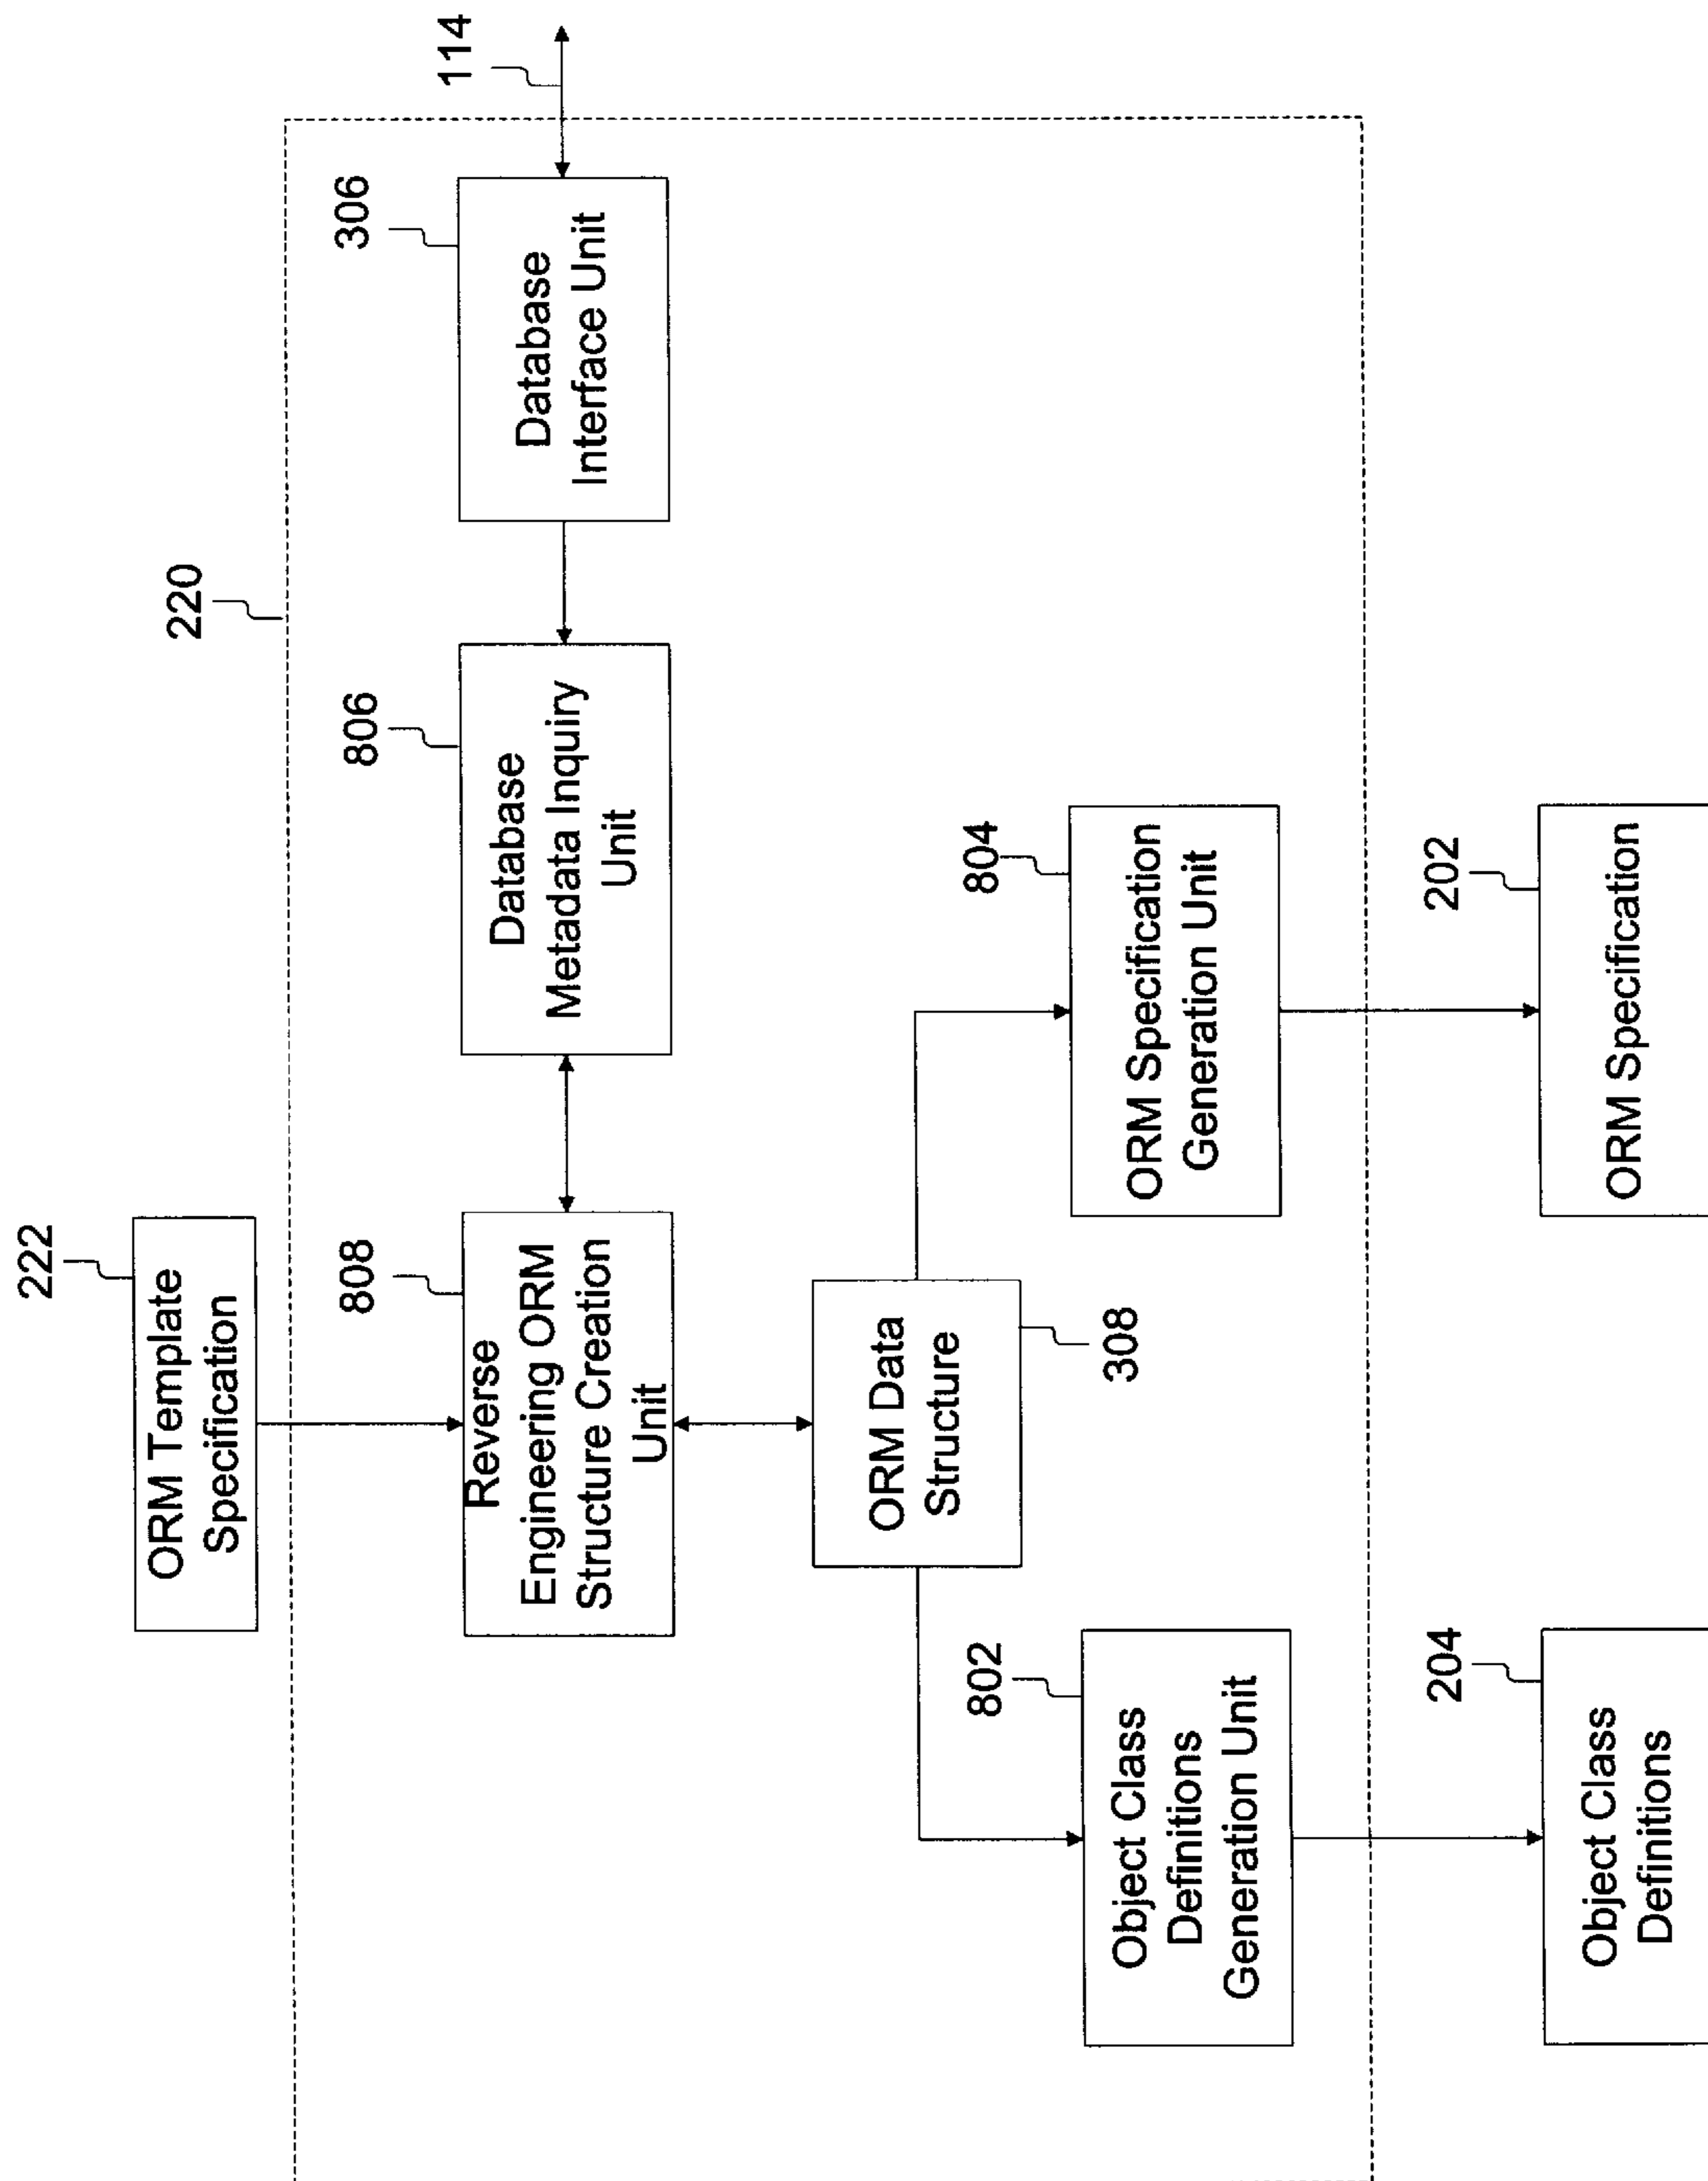 222
ORM Template
Specification
220
808
Reverse
Engineering ORM
Structure Creation
Unit
806
Database
Metadata Inquiry
Unit
306
Database
Interface Unit
114
ORM Data
Structure
308
802
Object Class
Definitions
Generation Unit
804
ORM Specification
Generation Unit
204
Object Class
Definitions
202
ORM Specification